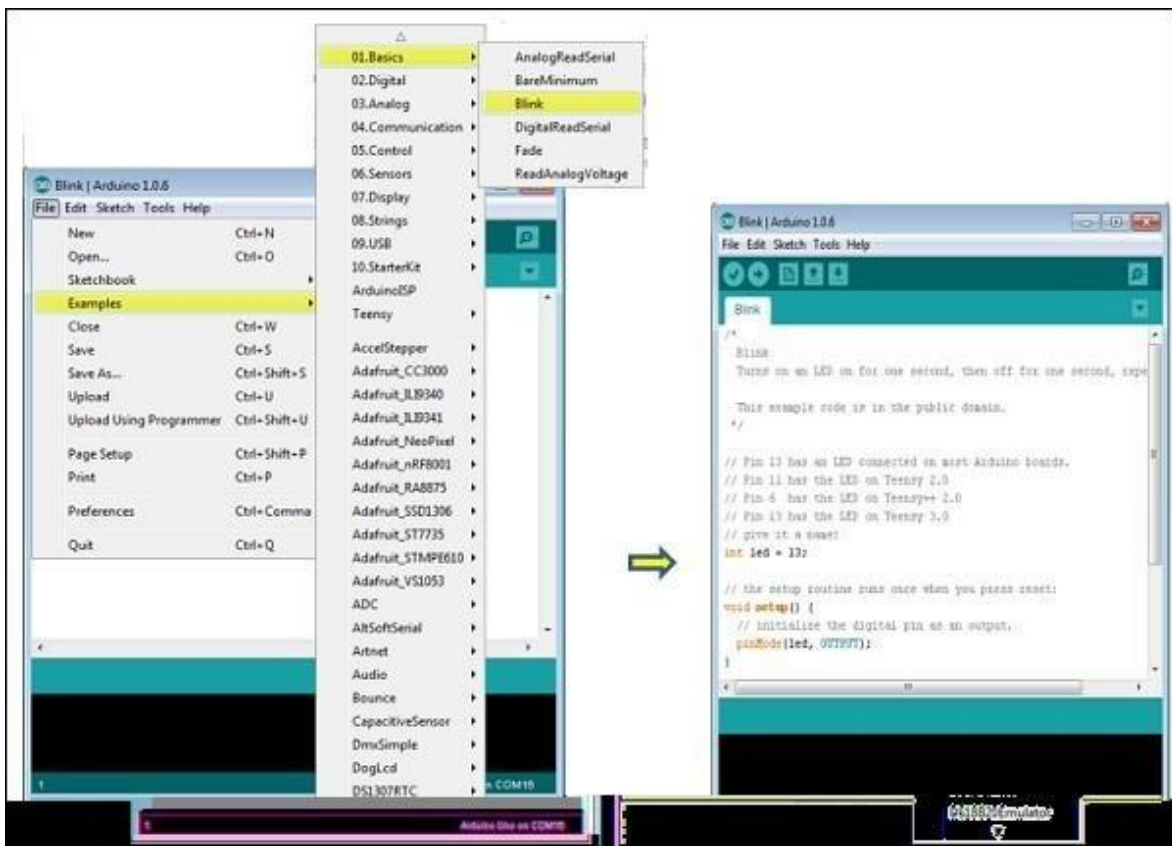 01.Basics
02.Digital
03.Analog
04.Communication
05.Control
06.Sensors
07.Display
08.Strings
09.USB
10.StarterKit
ArduinoISP
Teensy
AccelStepper
Adafruit_CC3000
Adafruit_ILI9340
Adafruit_ILI9341
Adafruit_NeoPixel
Adafruit_nRF8001
Adafruit_RA8875
Adafruit_SSD1306
Adafruit_ST7735
Adafruit_STMPE610
Adafruit_VS1053
ADC
AltSoftSerial
Artnet
Audio
Bounce
CapacitiveSensor
DmxSimple
DogLcd
DS1307RTC
AnalogReadSerial
BareMinimum
Blink
DigitalReadSerial
Fade
ReadAnalogVoltage
Blink | Arduino 1.0.6
File Edit Sketch Tools Help
New Ctrl+N
Open... Ctrl+O
Sketchbook
Examples
Close Ctrl+W
Save Ctrl+S
Save As... Ctrl+Shift+S
Upload Ctrl+U
Upload Using Programmer Ctrl+Shift+U
Page Setup Ctrl+Shift+P
Print Ctrl+P
Preferences Ctrl+Comma
Quit Ctrl+Q
1
on COM16
1 Arduino Uno on COM16
Blink | Arduino 1.0.6
File Edit Sketch Tools Help
Blink
/*
Blink
Turns on an LED on for one second, then off for one second, repe
This example code is in the public domain.
*/
// Pin 13 has an LED connected on most Arduino boards.
// Pin 11 has the LED on Teensy 2.0
// Pin 6 has the LED on Teensy++ 2.0
// Pin 13 has the LED on Teensy 3.0
// give it a name:
int led = 13;
// the setup routine runs once when you press reset:
void setup() {
// initialize the digital pin as an output.
pinMode(led, OUTPUT);
}